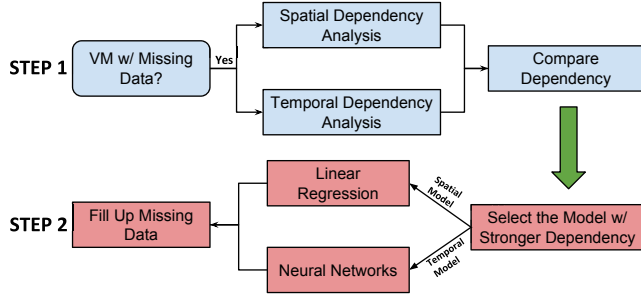 STEP 1
VM w/ Missing
Data?
Yes
Spatial Dependency
Analysis
Temporal Dependency
Analysis
Compare
Dependency
STEP 2
Fill Up Missing
Data
Linear
Regression
Neural Networks
Spatial
Model
Temporal
Model
Select the Model w/
Stronger Dependency